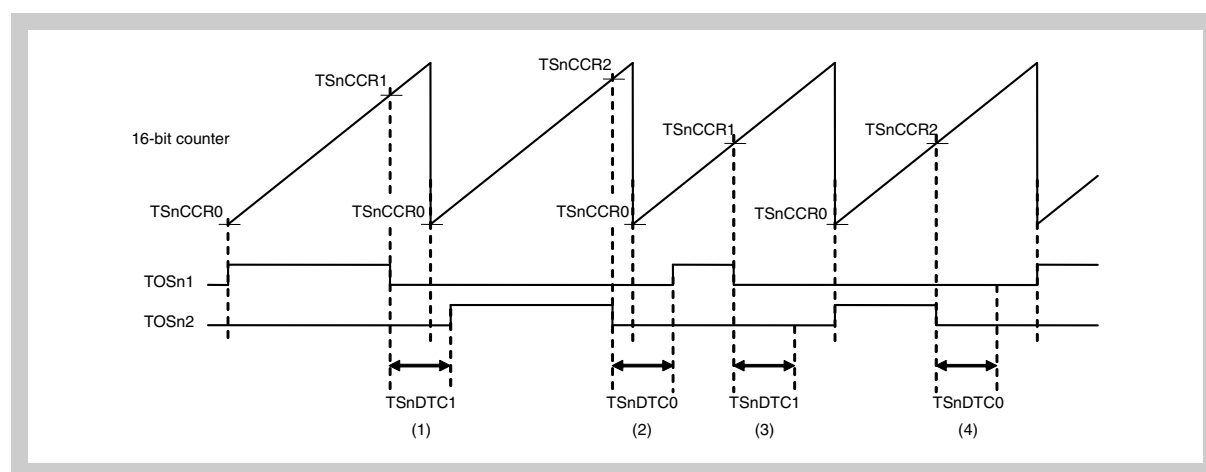 TSnCCR2
TSnCCR1
TSnCCR1
TSnCCR2
16-bit counter
TSnCCR0
TSnCCR0
TSnCCR0
TSnCCR0
TOSn1
TOSn2
TSnDTC1
TSnDTC0
TSnDTC1
TSnDTC0
(1)
(2)
(3)
(4)